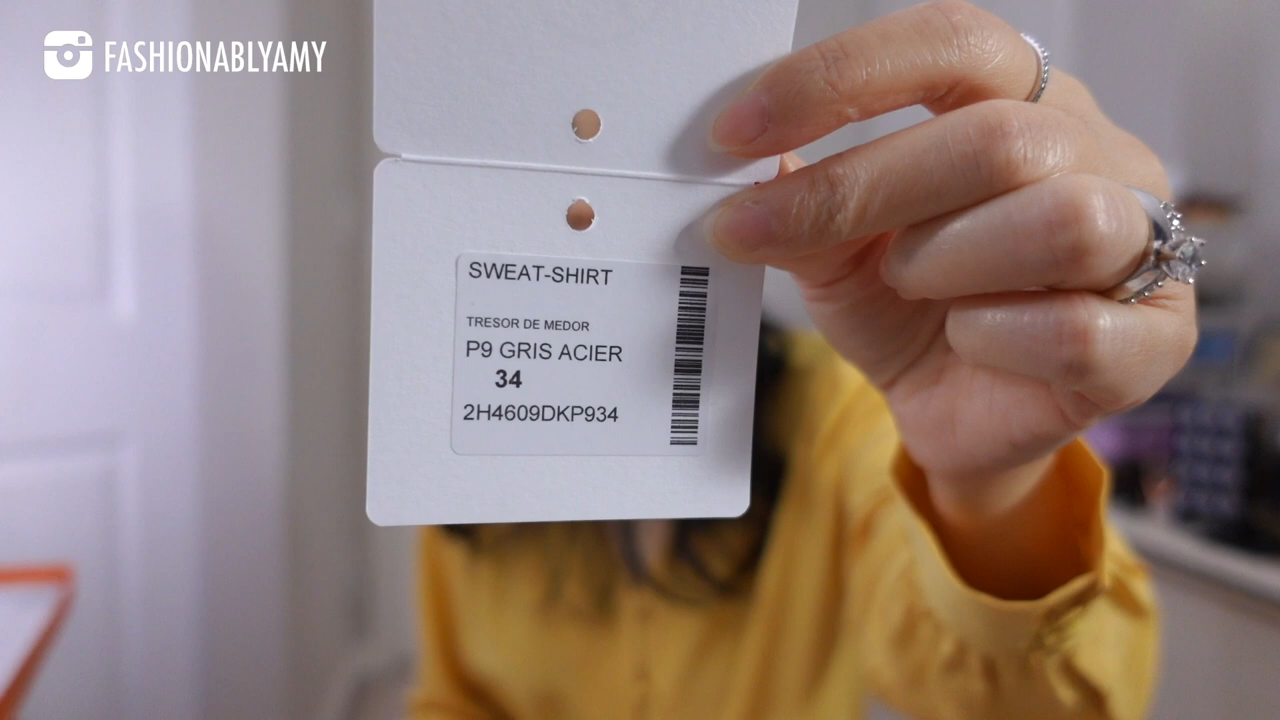 FASHIONABLYAMY
SWEAT-SHIRT
TRESOR DE MEDOR
P9 GRIS ACIER
34
2H4609DKP934